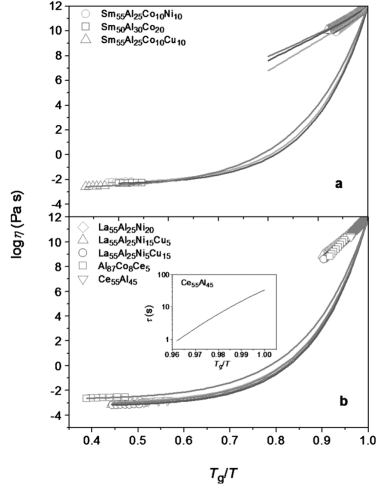 12
10
8
6
4
2
0
-2
-4
Sm55Al25Co10Ni10
Sm50Al30Co20
Sm55Al25Co10Cu10
a
logη (Pa s)
12
10
8
6
4
2
0
-2
-4
La55Al25Ni20
La55Al25Ni15Cu5
La55Al25Ni5Cu15
Al87Co8Ce5
Ce55Al45
100
10
1
τ (s)
Ce55Al45
0.96 0.97 0.98 0.99 1.00
Tg/T
b
0.4 0.5 0.6 0.7 0.8 0.9 1.0
Tg/T